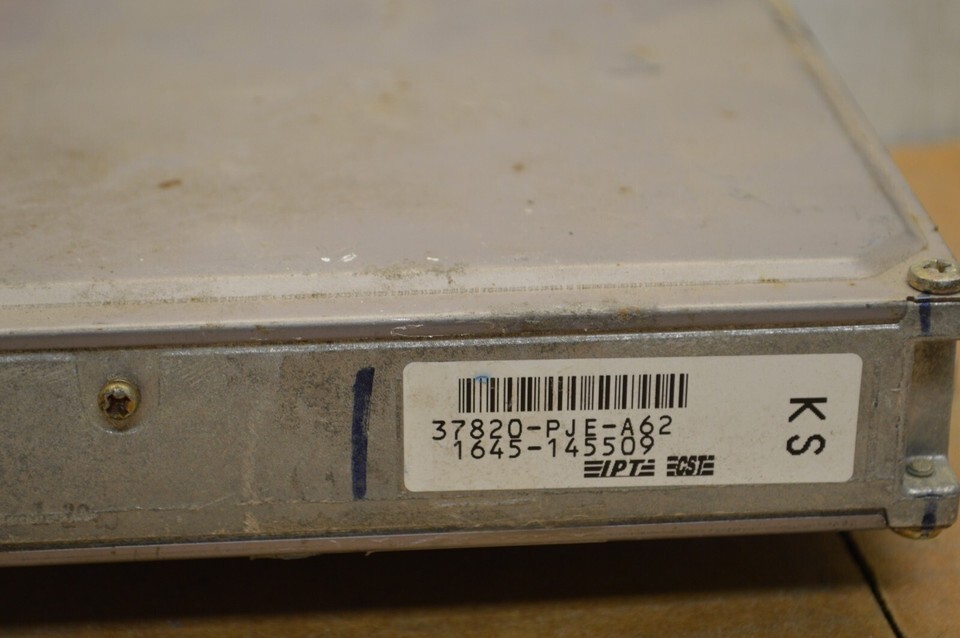 37820-PJE-A62
1645-145509
IPT CST
KS